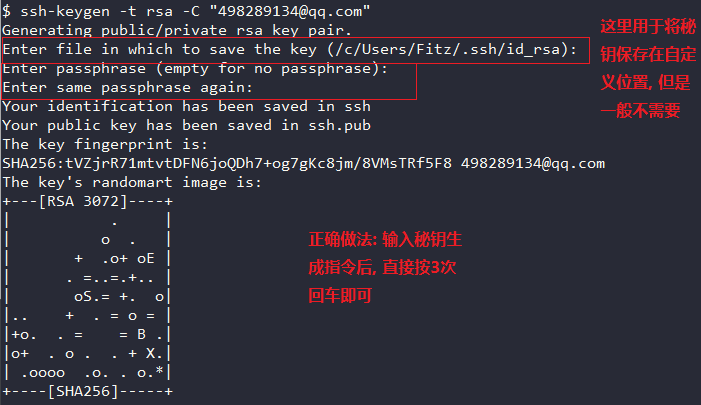 $ ssh-keygen -t rsa -C "498289134@qq.com"
Generating public/private rsa key pair.
Enter file in which to save the key (/c/Users/Fitz/.ssh/id_rsa):
Enter passphrase (empty for no passphrase):
Enter same passphrase again:
Your identification has been saved in ssh
Your public key has been saved in ssh.pub
The key fingerprint is:
SHA256:tVZjrR71mtvtDFN6joQDh7+og7gKc8jm/8VMsTRf5F8 498289134@qq.com
The key's randomart image is:
+---[RSA 3072]----+
|           .     |
|          o  .   |
|       +  .o+ oE |
|      . =..=.+.. |
|       oS.= +.  o|
|..    +  . = o = |
|+o.  . =    = B .|
|o+  . o .  . + X.|
| .oooo  .o. . o.*|
+----[SHA256]-----+
这里用于将秘
钥保存在自定
义位置, 但是
一般不需要
正确做法: 输入秘钥生
成指令后, 直接按3次
回车即可